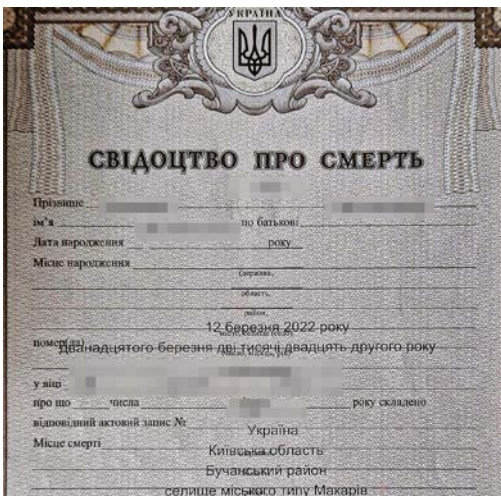 УКРАЇНА
СВІДОЦТВО ПРО СМЕРТЬ
Прізвище
ім'я по батькові
Дата народження року
Місце народження
(держава,
область,
район,
12 березня 2022 року
помер(ла)
дванадцятого березня дві тисячі двадцять другого року
у віці
про що числа року складено
відповідний актовий запис №
Україна
Місце смерті
Київська область
Бучанський район
селище міського типу Макарів